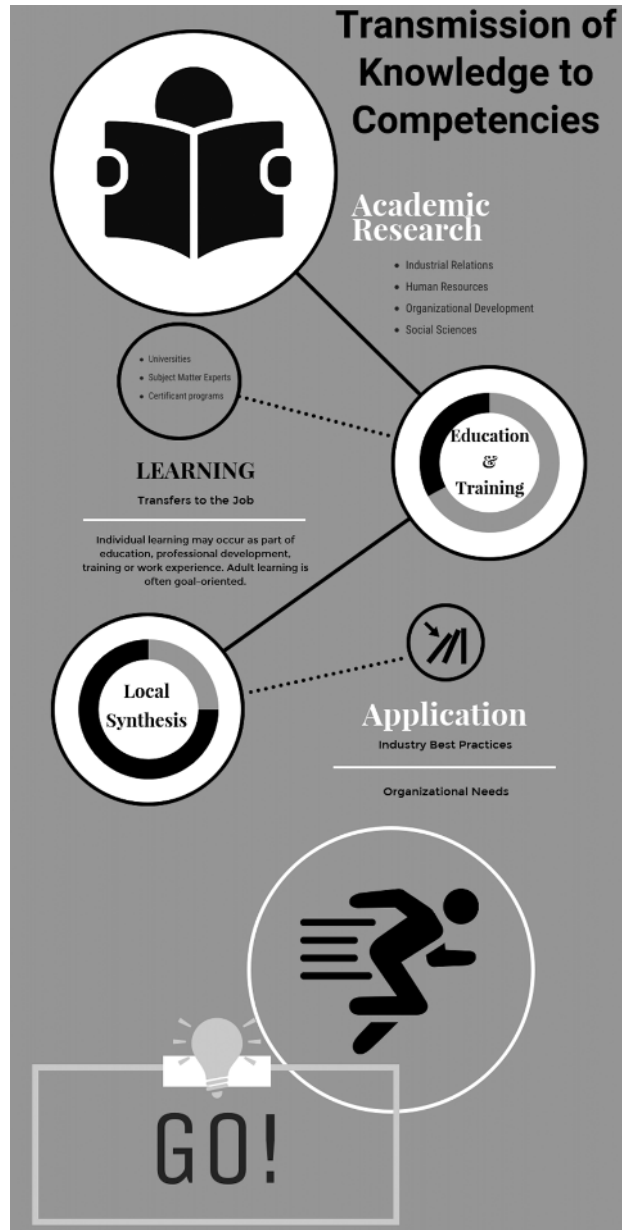 Transmission of
Knowledge to
Competencies
Academic
Research
• Industrial Relations
• Human Resources
• Organizational Development
• Social Sciences
• Universities
• Subject Matter Experts
• Certificant programs
Education
&
Training
LEARNING
Transfers to the Job
Individual learning may occur as part of
education, professional development,
training or work experience. Adult learning is
often goal-oriented.
Local
Synthesis
Application
Industry Best Practices
Organizational Needs
GO!